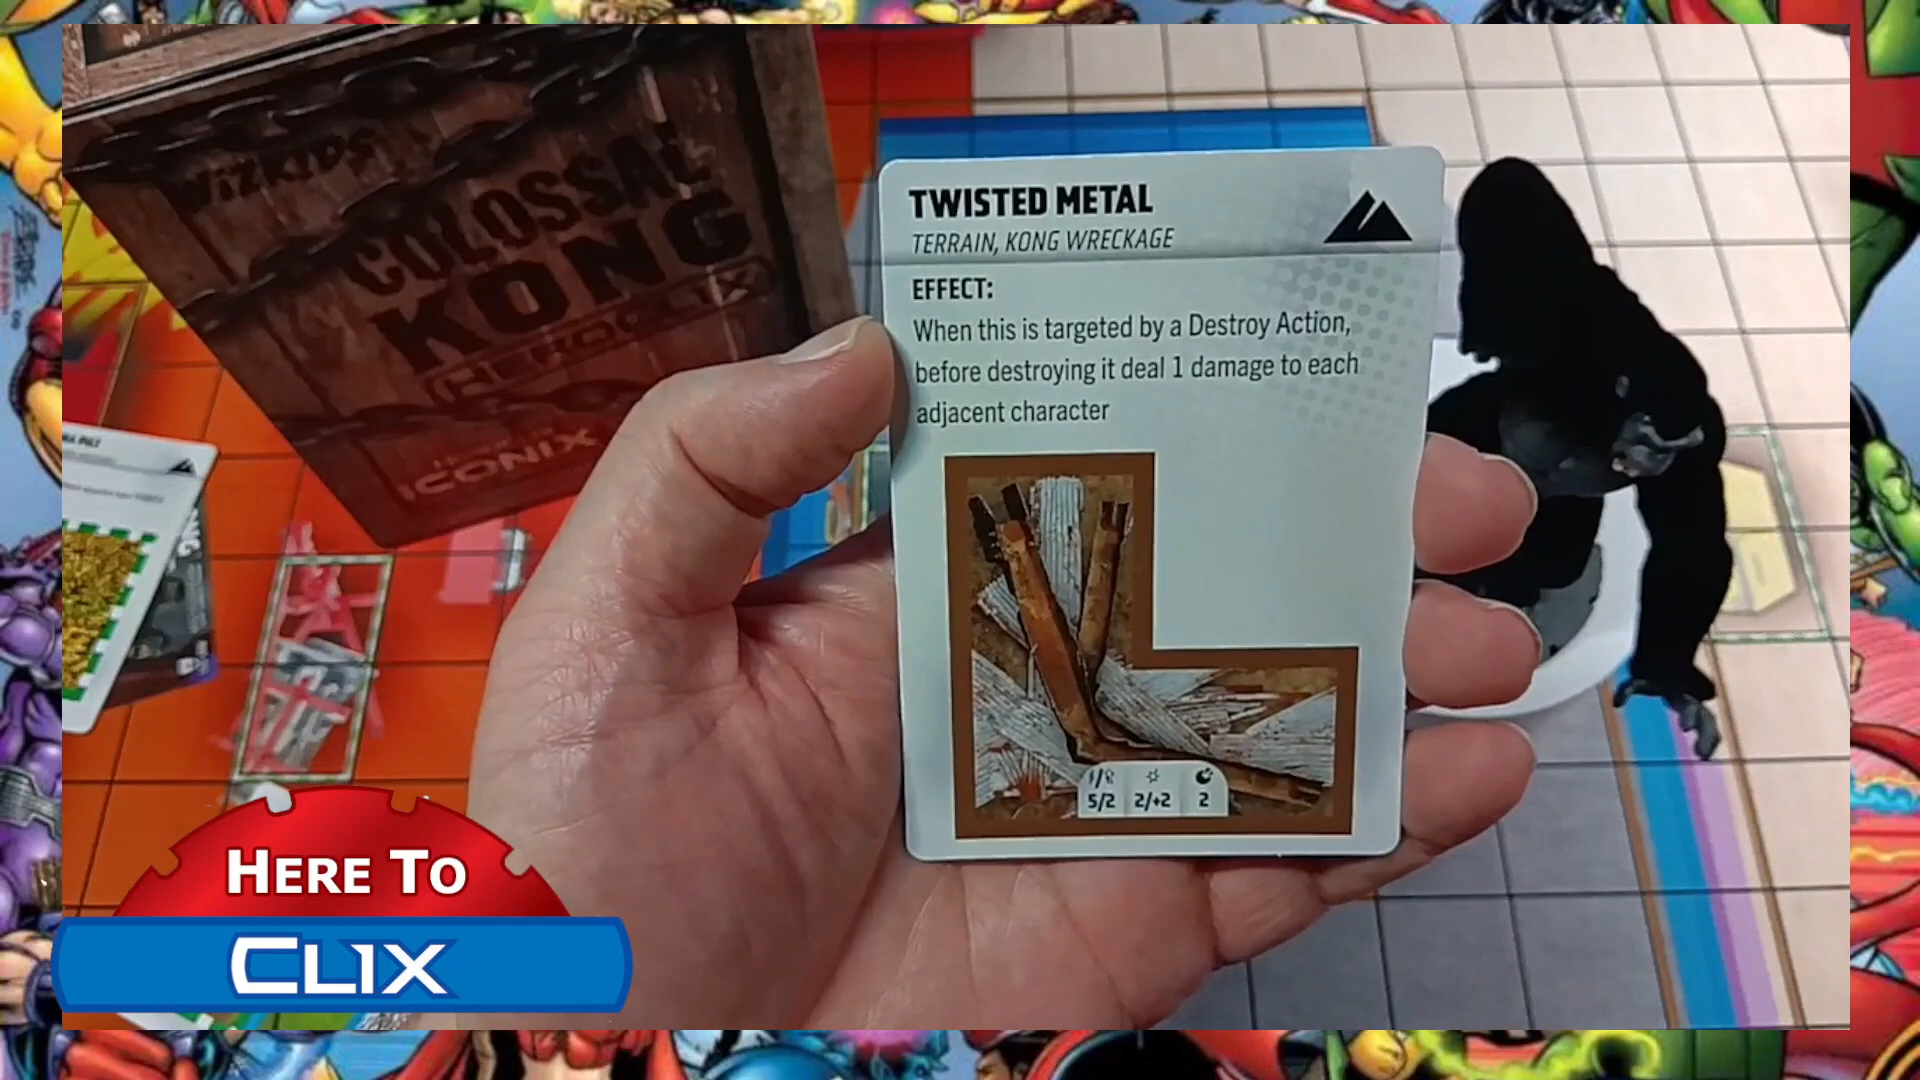 WIZKIDS
COLOSSAL
KONG
HEROCLIX
ICONIX
TWISTED METAL
TERRAIN, KONG WRECKAGE
EFFECT:
When this is targeted by a Destroy Action,
before destroying it deal 1 damage to each
adjacent character
5/2 2/+2 2
HERE TO
CLIX